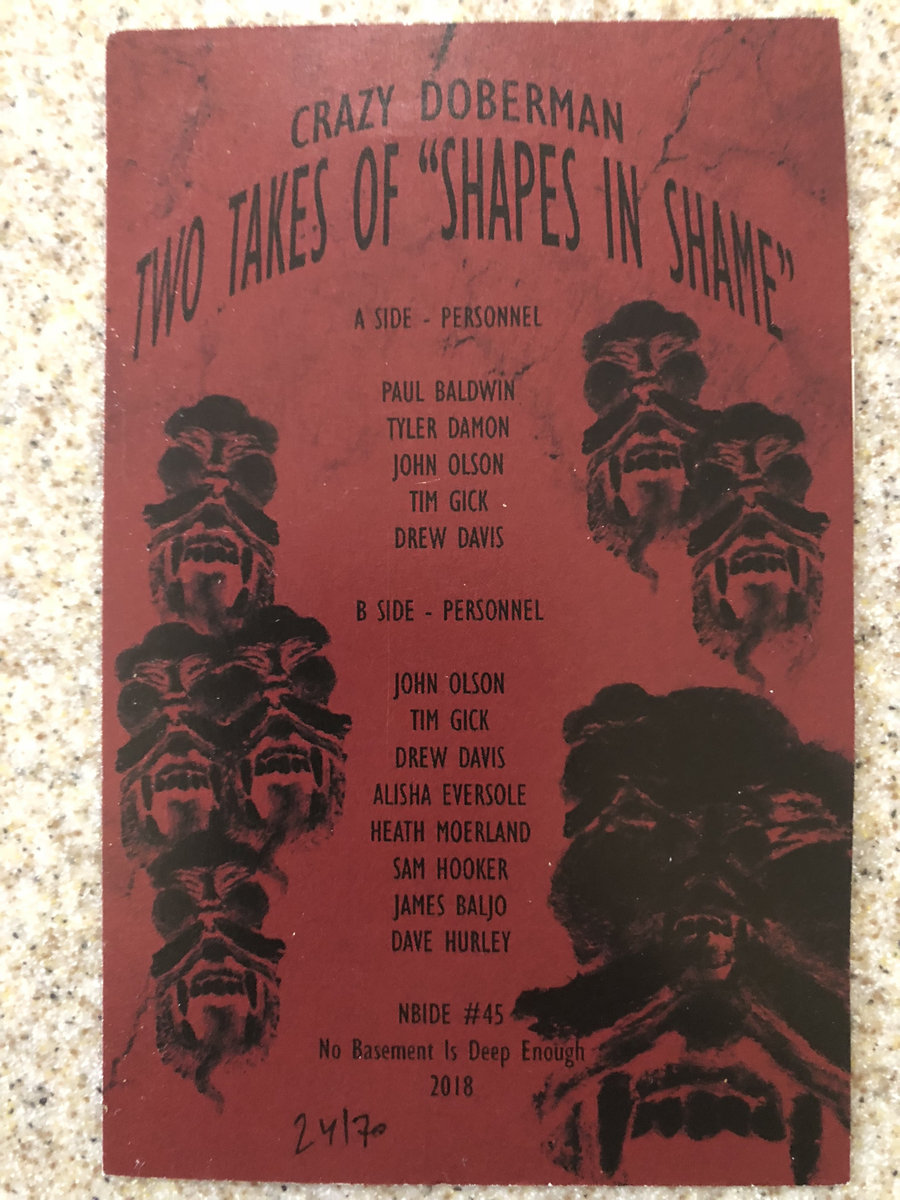 CRAZY DOBERMAN
TWO TAKES OF "SHAPES IN SHAME"
A SIDE - PERSONNEL
PAUL BALDWIN
TYLER DAMON
JOHN OLSON
TIM GICK
DREW DAVIS
B SIDE - PERSONNEL
JOHN OLSON
TIM GICK
DREW DAVIS
ALISHA EVERSOLE
HEATH MOERLAND
SAM HOOKER
JAMES BALJO
DAVE HURLEY
NBIDE #45
No Basement Is Deep Enough
2018
24/70